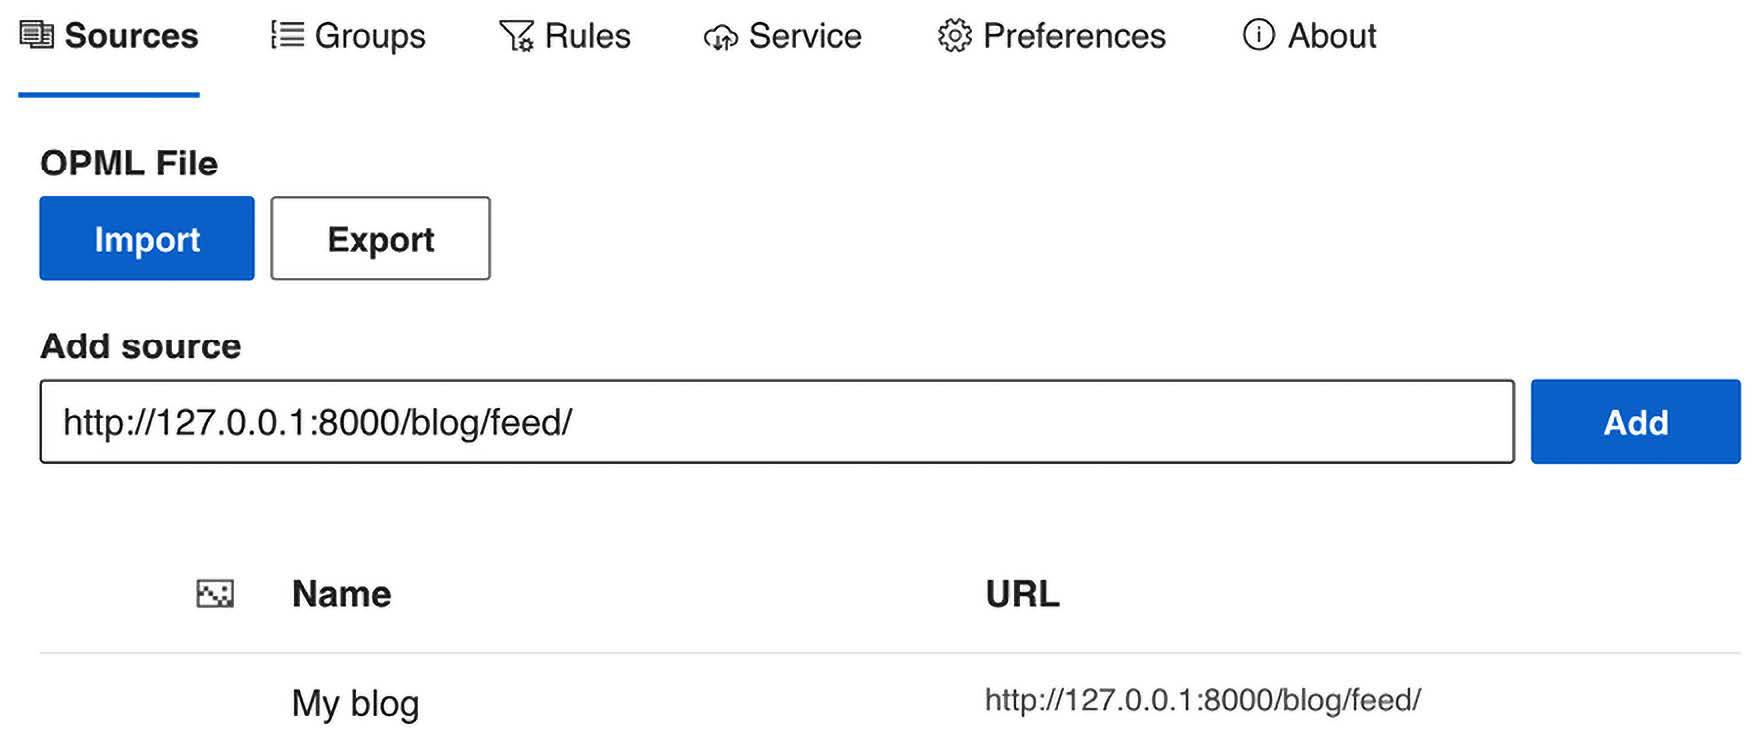 Sources Groups Rules Service Preferences About
OPML File
Import Export
Add source
http://127.0.0.1:8000/blog/feed/ Add
Name URL
My blog http://127.0.0.1:8000/blog/feed/